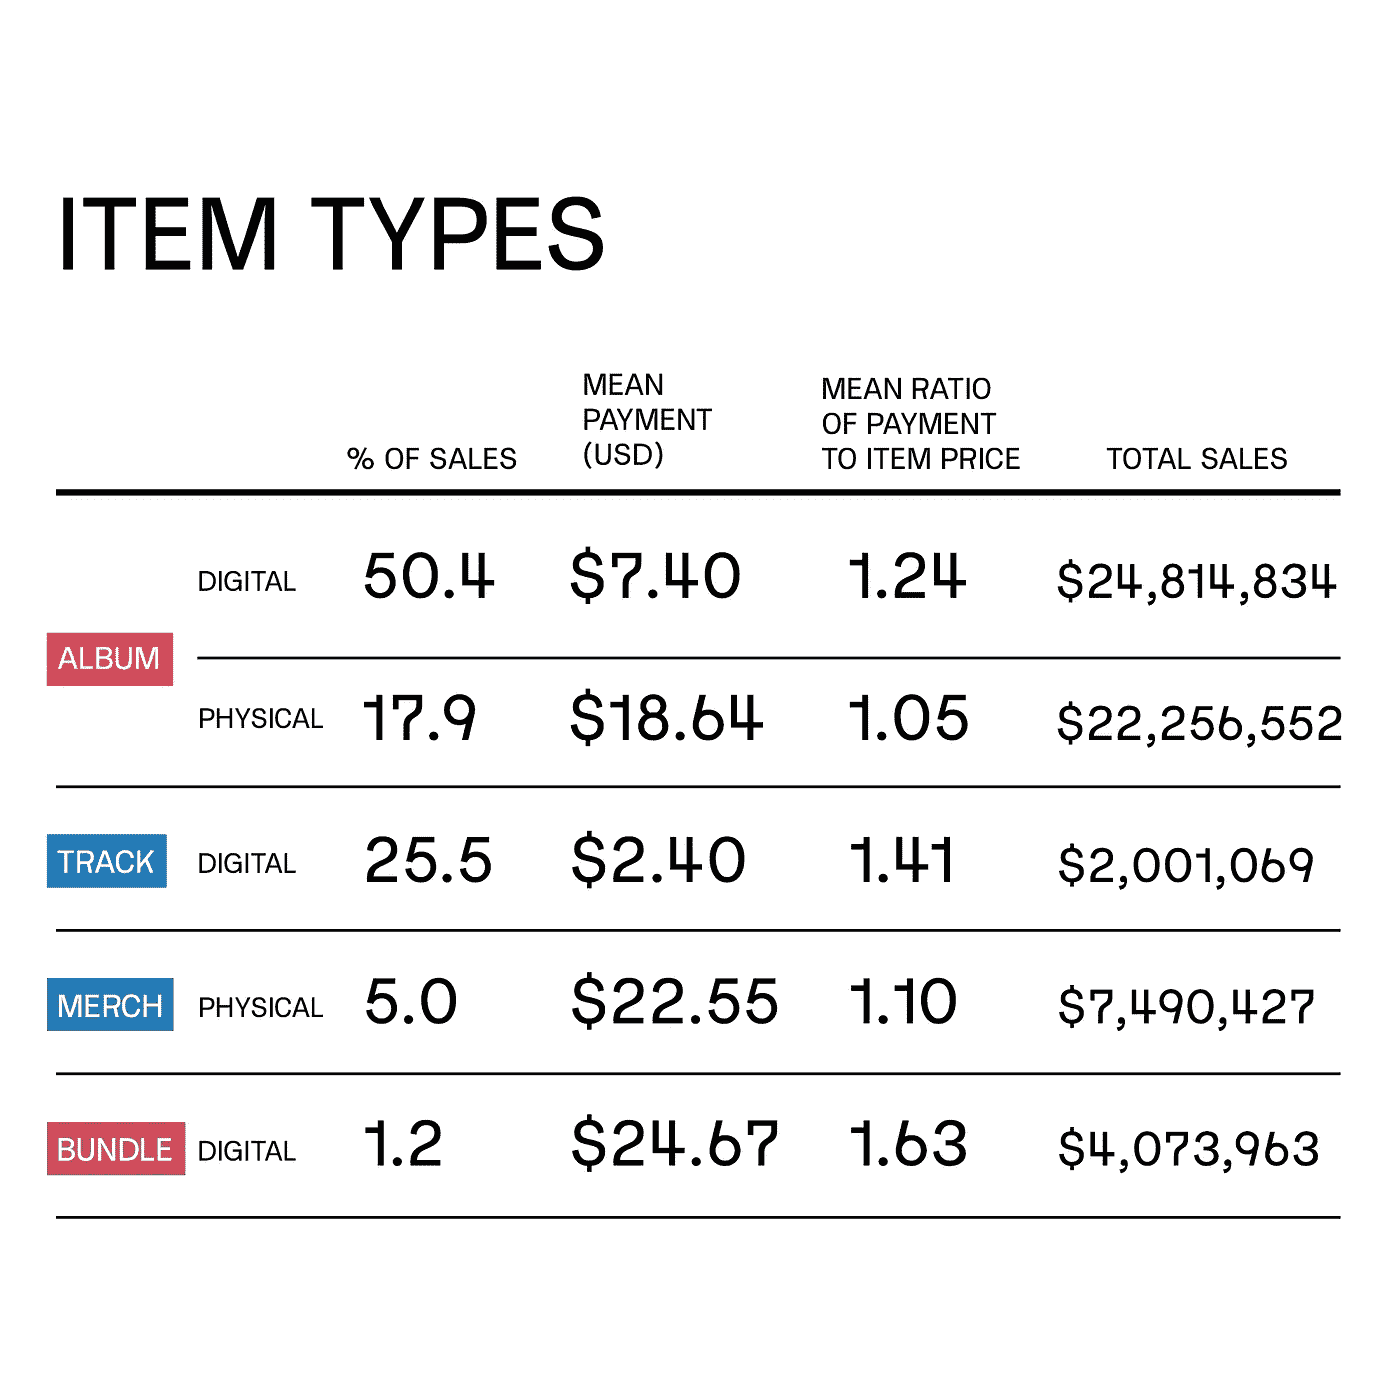 ITEM TYPES
% OF SALES
MEAN
PAYMENT
(USD)
MEAN RATIO
OF PAYMENT
TO ITEM PRICE
TOTAL SALES
ALBUM
DIGITAL 50.4 $7.40 1.24 $24,814,834
PHYSICAL 17.9 $18.64 1.05 $22,256,552
TRACK DIGITAL 25.5 $2.40 1.41 $2,001,069
MERCH PHYSICAL 5.0 $22.55 1.10 $7,490,427
BUNDLE DIGITAL 1.2 $24.67 1.63 $4,073,963